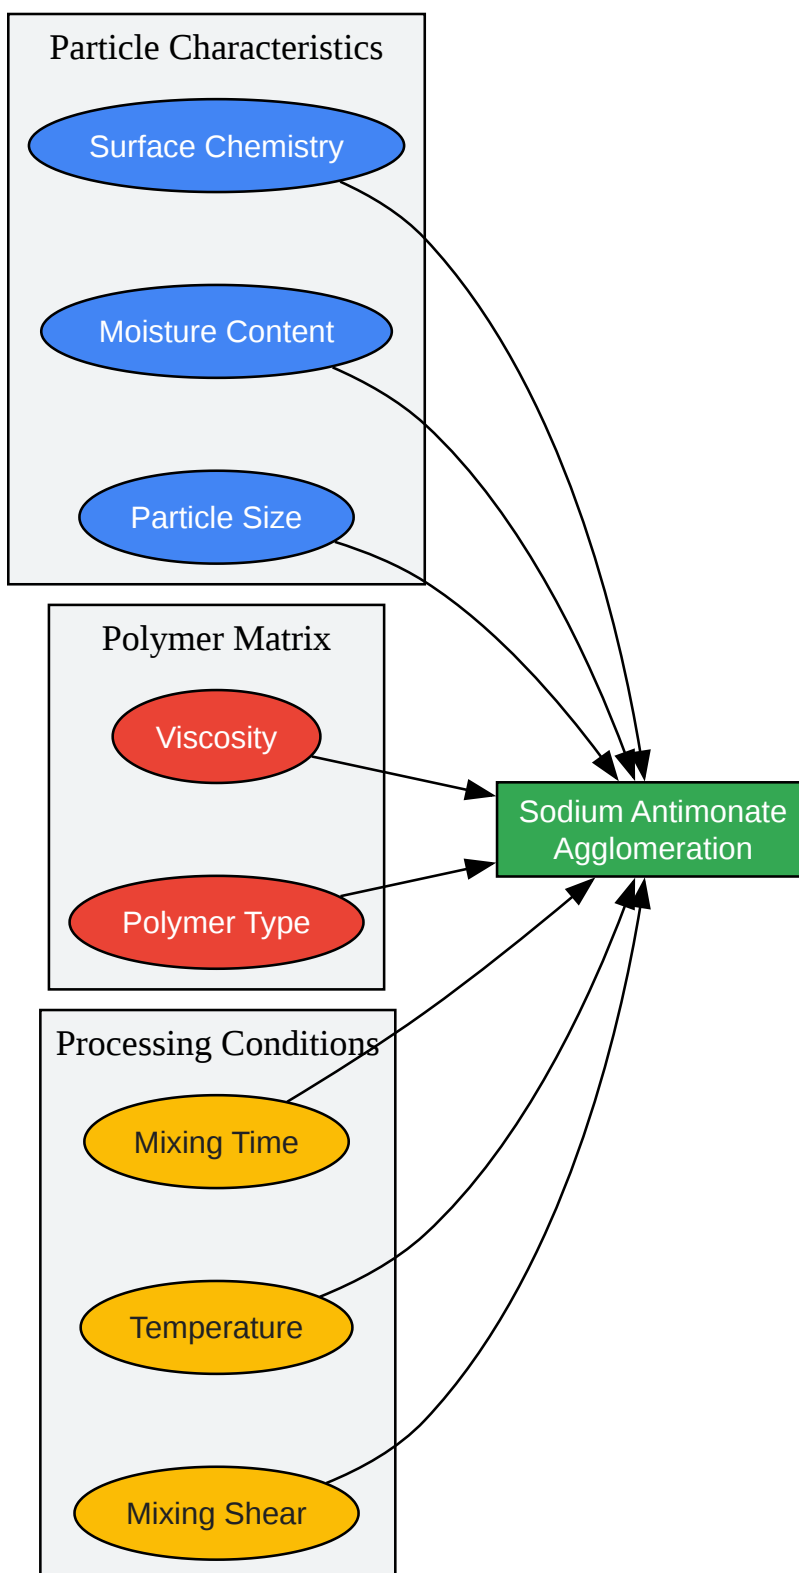 Particle Characteristics
Surface Chemistry
Moisture Content
Particle Size
Polymer Matrix
Viscosity
Polymer Type
Sodium Antimonate
Agglomeration
Processing Conditions
Mixing Time
Temperature
Mixing Shear